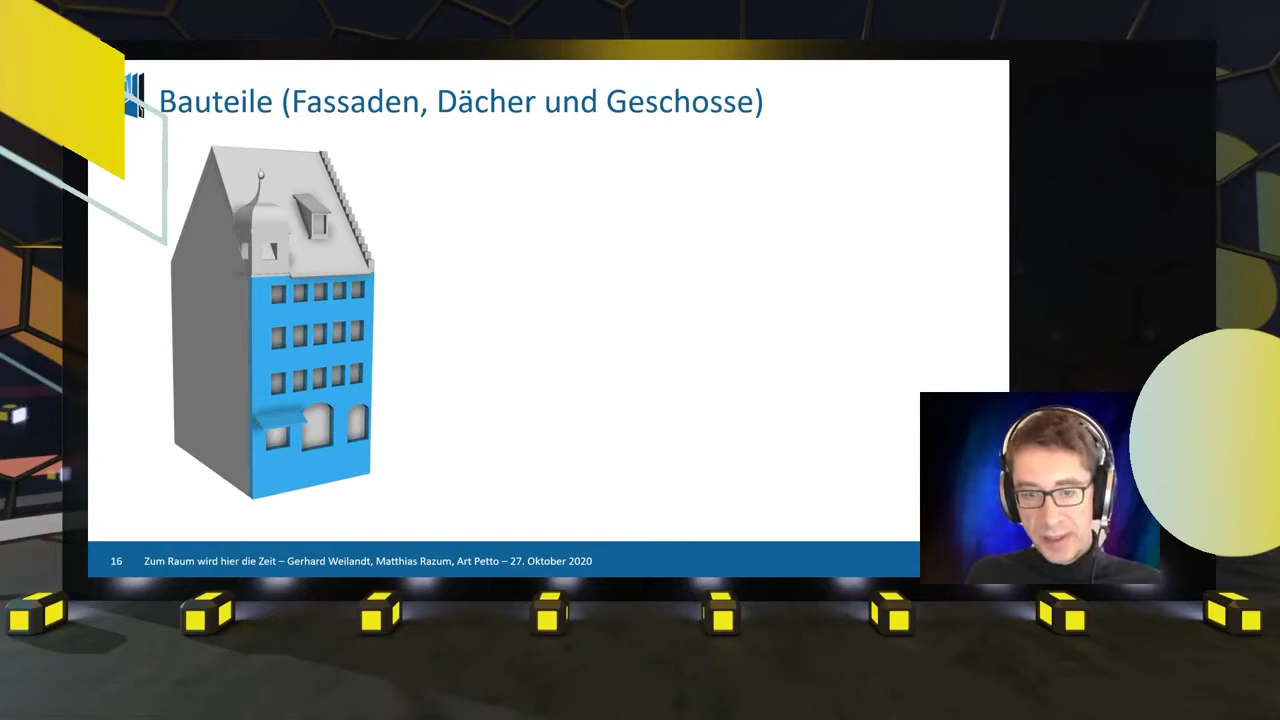 Bauteile (Fassaden, Dächer und Geschosse)
16 Zum Raum wird hier die Zeit – Gerhard Weilandt, Matthias Razum, Art Petto – 27. Oktober 2020